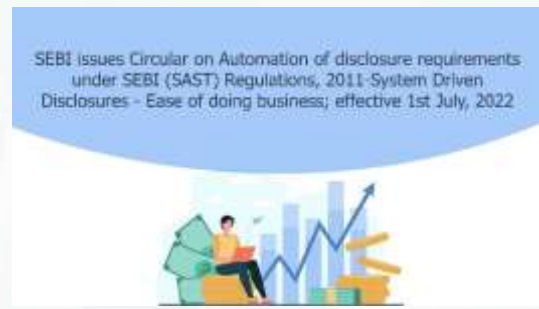 SEBI issues Circular on Automation of disclosure requirements
under SEBI (SAST) Regulations, 2011-System Driven
Disclosures - Ease of doing business; effective 1st July, 2022